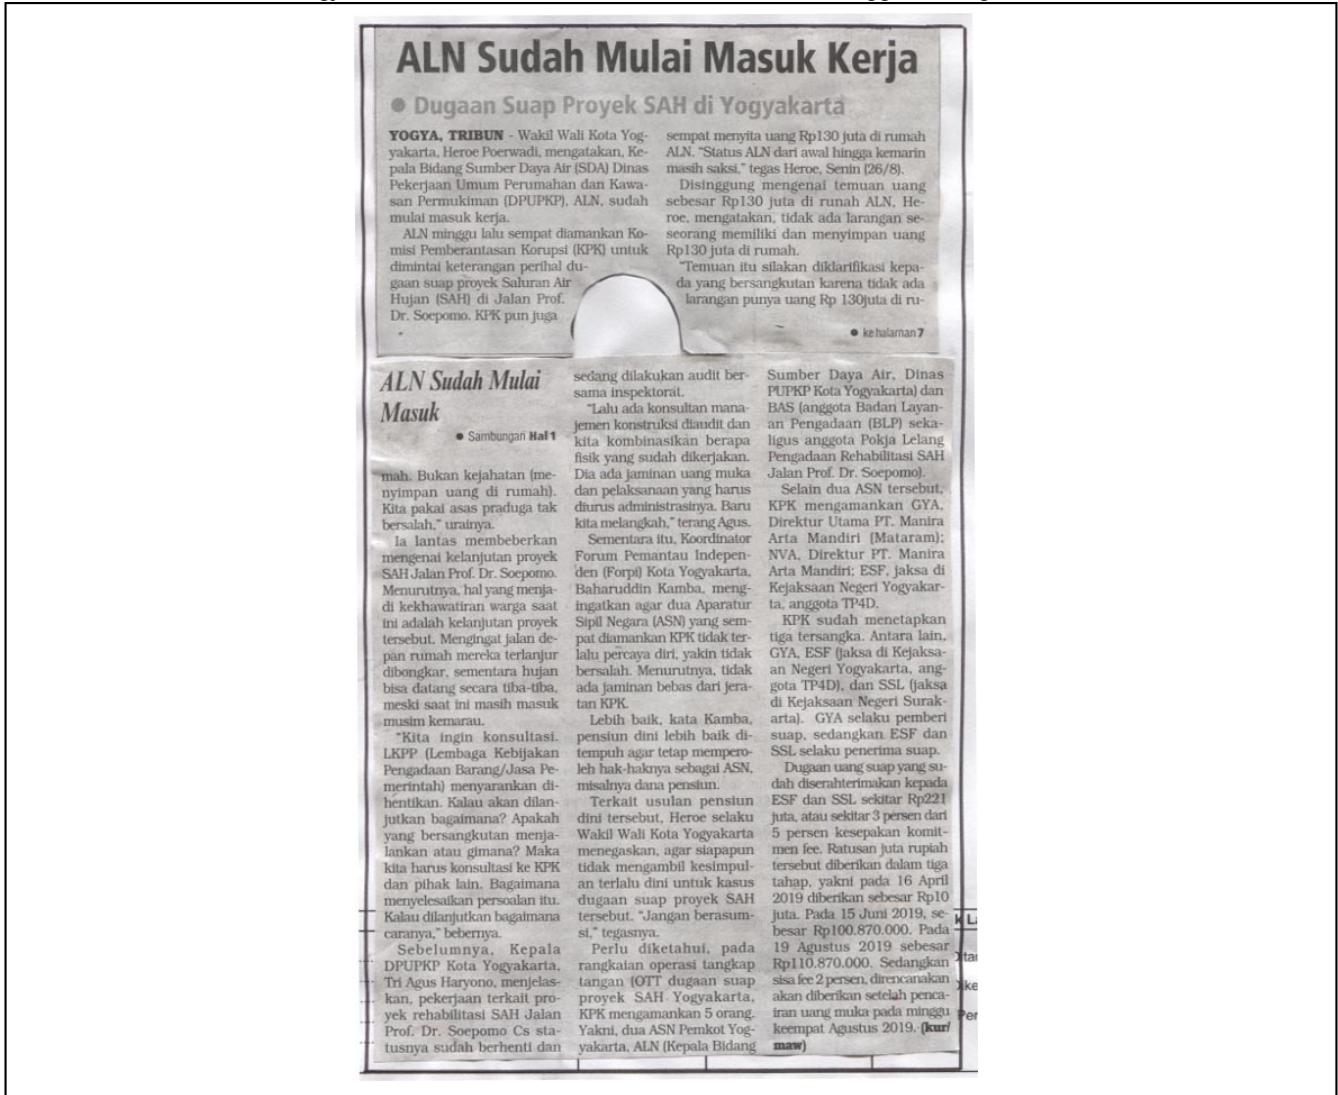 ALN Sudah Mulai Masuk Kerja
● Dugaan Suap Proyek SAH di Yogyakarta
YOGYA, TRIBUN - Wakil Wali Kota Yog-
yakarta, Heroe Poerwadi, mengatakan, Ke-
pala Bidang Sumber Daya Air (SDA) Dinas
Pekerjaan Umum Perumahan dan Kawa-
san Permukiman (DPUPKP), ALN, sudah
mulai masuk kerja.
ALN minggu lalu sempat diamankan Ko-
misi Pemberantasan Korupsi (KPK) untuk
dimintai keterangan perihal du-
gaan suap proyek Saluran Air
Hujan (SAH) di Jalan Prof.
Dr. Soepomo. KPK pun juga
sempat menyita uang Rp130 juta di rumah
ALN. "Status ALN dari awal hingga kemarin
masih saksi," tegas Heroe, Senin (26/8).
Disinggung mengenai temuan uang
sebesar Rp130 juta di runah ALN, He-
roe, mengatakan, tidak ada larangan se-
seorang memiliki dan menyimpan uang
Rp130 juta di rumah.
"Temuan itu silakan diklarifikasi kepa-
da yang bersangkutan karena tidak ada
larangan punya uang Rp 130juta di ru-
● ke halaman 7
ALN Sudah Mulai
Masuk
● Sambungan Hal 1
mah. Bukan kejahatan (me-
nyimpan uang di rumah).
Kita pakai asas praduga tak
bersalah," urainya.
Ia lantas membeberkan
mengenai kelanjutan proyek
SAH Jalan Prof. Dr. Soepomo.
Menurutnya, hal yang menja-
di kekhawatiran warga saat
ini adalah kelanjutan proyek
tersebut. Mengingat jalan de-
pan rumah mereka terlanjur
dibongkar, sementara hujan
bisa datang secara tiba-tiba,
meski saat ini masih masuk
musim kemarau.
"Kita ingin konsultasi.
LKPP (Lembaga Kebijakan
Pengadaan Barang/Jasa Pe-
merintah) menyarankan di-
hentikan. Kalau akan dilan-
jutkan bagaimana? Apakah
yang bersangkutan menja-
lankan atau gimana? Maka
kita harus konsultasi ke KPK
dan pihak lain. Bagaimana
menyelesaikan persoalan itu.
Kalau dilanjutkan bagaimana
caranya," bebernya.
Sebelumnya, Kepala
DPUPKP Kota Yogyakarta,
Tri Agus Haryono, menjelas-
kan, pekerjaan terkait pro-
yek rehabilitasi SAH Jalan
Prof. Dr. Soepomo Cs sta-
tusnya sudah berhenti dan
sedang dilakukan audit ber-
sama inspektorat.
"Lalu ada konsultan mana-
jemen konstruksi diaudit dan
kita kombinasikan berapa
fisik yang sudah dikerjakan.
Dia ada jaminan uang muka
dan pelaksanaan yang harus
diurus administrasinya. Baru
kita melangkah," terang Agus.
Sementara itu, Koordinator
Forum Pemantau Indepen-
den (Forpi) Kota Yogyakarta,
Baharuddin Kamba, meng-
ingatkan agar dua Aparatur
Sipil Negara (ASN) yang sem-
pat diamankan KPK tidak ter-
lalu percaya diri, yakin tidak
bersalah. Menurutnya, tidak
ada jaminan bebas dari jera-
tan KPK.
Lebih baik, kata Kamba,
pensiun dini lebih baik di-
tempuh agar tetap mempero-
leh hak-haknya sebagai ASN,
misalnya dana pensiun.
Terkait usulan pensiun
dini tersebut, Heroe selaku
Wakil Wali Kota Yogyakarta
menegaskan, agar siapapun
tidak mengambil kesimpul-
an terlalu dini untuk kasus
dugaan suap proyek SAH
tersebut. "Jangan berasum-
si," tegasnya.
Perlu diketahui, pada
rangkaian operasi tangkap
tangan (OTT dugaan suap
proyek SAH Yogyakarta,
KPK mengamankan 5 orang.
Yakni, dua ASN Pemkot Yog-
yakarta, ALN (Kepala Bidang
Sumber Daya Air, Dinas
PUPKP Kota Yogyakarta) dan
BAS (anggota Badan Layan-
an Pengadaan (BLP) seka-
ligus anggota Pokja Lelang
Pengadaan Rehabilitasi SAH
Jalan Prof. Dr. Soepomo).
Selain dua ASN tersebut,
KPK mengamankan GYA,
Direktur Utama PT. Manira
Arta Mandiri (Mataram);
NVA, Direktur PT. Manira
Arta Mandiri; ESF, jaksa di
Kejaksaan Negeri Yogyakar-
ta, anggota TP4D.
KPK sudah menetapkan
tiga tersangka. Antara lain,
GYA, ESF (jaksa di Kejaksa-
an Negeri Yogyakarta, ang-
gota TP4D), dan SSL (jaksa
di Kejaksaan Negeri Surak-
arta). GYA selaku pemberi
suap, sedangkan ESF dan
SSL selaku penerima suap.
Dugaan uang suap yang su-
dah diserahterimakan kepada
ESF dan SSL sekitar Rp221
juta, atau sekitar 3 persen dari
5 persen kesepakan komit-
men fee. Ratusan juta rupiah
tersebut diberikan dalam tiga
tahap, yakni pada 16 April
2019 diberikan sebesar Rp10
juta. Pada 15 Juni 2019, se-
besar Rp100.870.000. Pada
19 Agustus 2019 sebesar
Rp110.870.000. Sedangkan
sisa fee 2 persen, direncanakan
akan diberikan setelah penca-
iran uang muka pada minggu
keempat Agustus 2019. (kur/
maw)